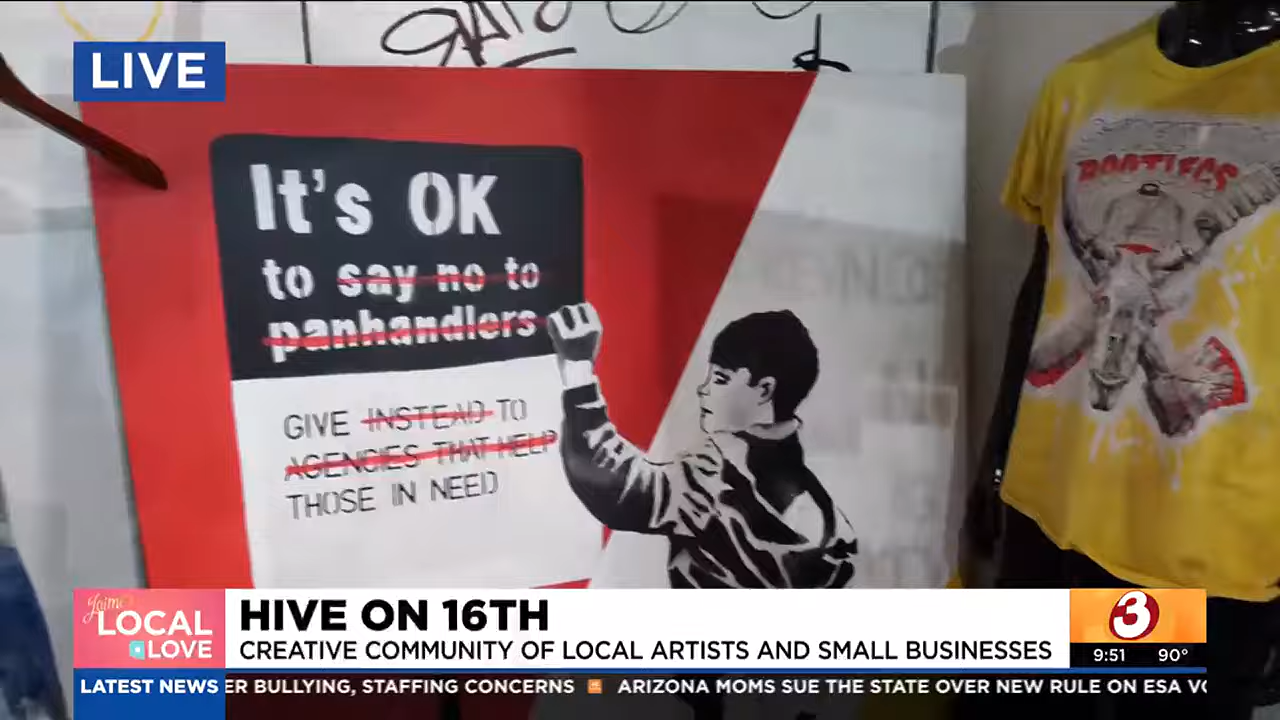 LIVE
It's OK
to say no to
panhandlers
GIVE INSTEAD TO
AGENCIES THAT HELP
THOSE IN NEED
BOOTLEGS
Jaime's
LOCAL
LOVE
HIVE ON 16TH
CREATIVE COMMUNITY OF LOCAL ARTISTS AND SMALL BUSINESSES
3
9:51 90°
LATEST NEWS ER BULLYING, STAFFING CONCERNS ARIZONA MOMS SUE THE STATE OVER NEW RULE ON ESA